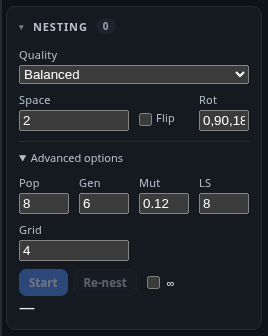 ▾ NESTING 0
Quality
Balanced
Space Rot
2 Flip 0,90,18
▼ Advanced options
Pop Gen Mut LS
8 6 0.12 8
Grid
4
Start Re-nest ∞
—